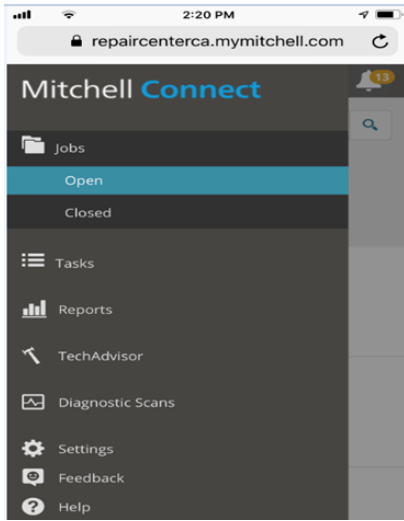 2:20 PM
repaircenterca.mymitchell.com
Mitchell Connect
13
Jobs
Open
Closed
Tasks
Reports
TechAdvisor
Diagnostic Scans
Settings
Feedback
Help